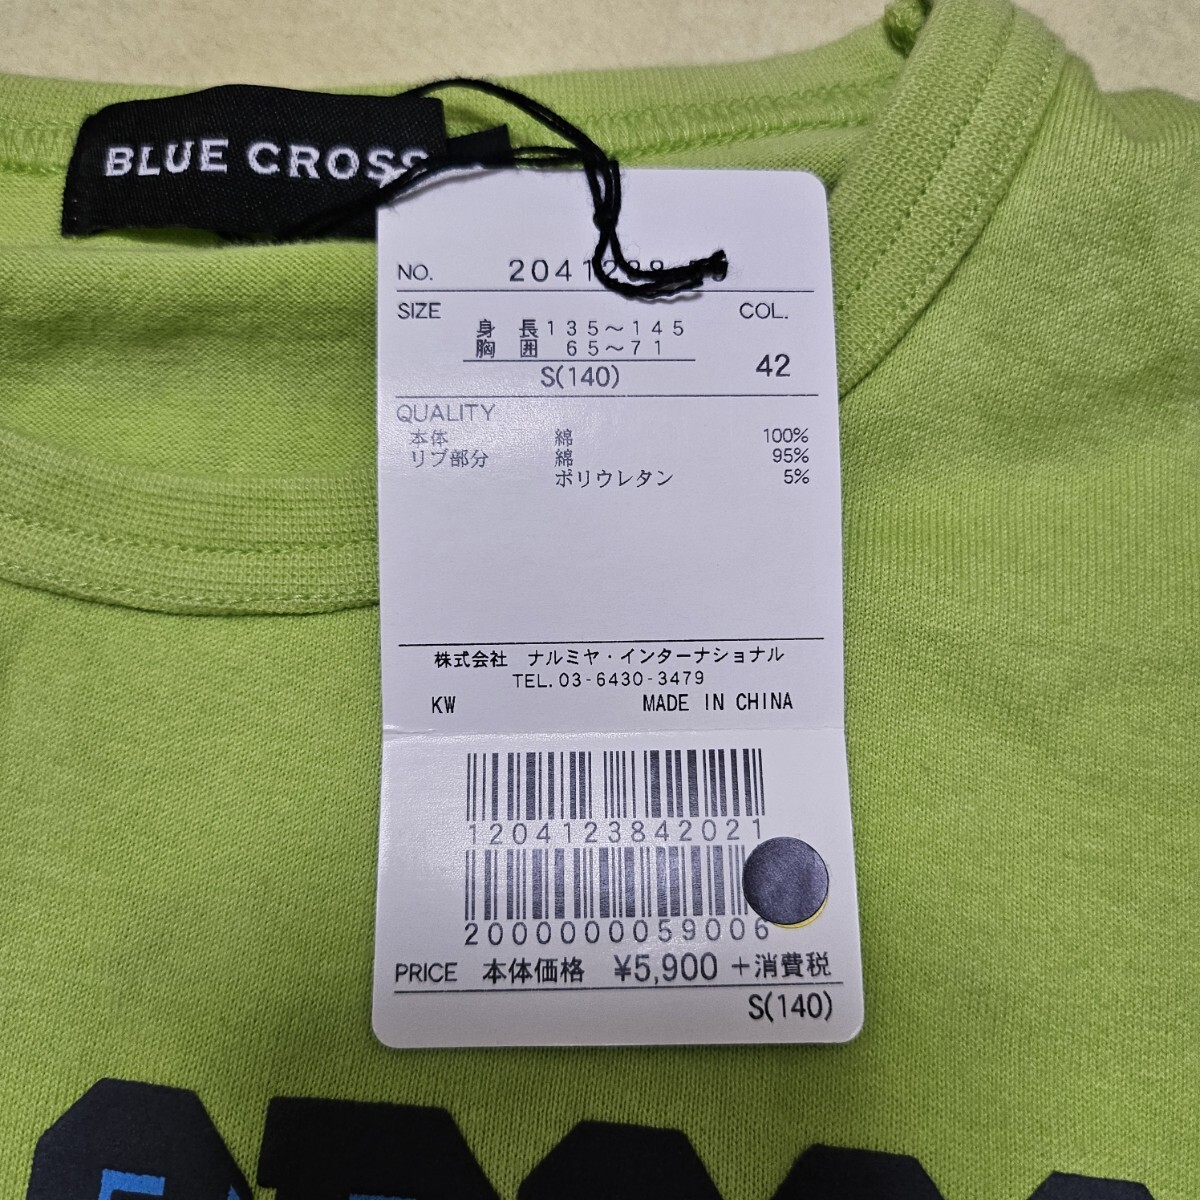 BLUE CROSS
NO.
SIZE
COL.
身長 135～145
胸囲 65～71
S(140)
42
QUALITY
本体 綿 100%
リブ部分 綿 95%
ポリウレタン 5%
株式会社 ナルミヤ・インターナショナル
TEL. 03-6430-3479
KW MADE IN CHINA
1204123842021
2000000059006
PRICE 本体価格 ¥5,900 +消費税
S(140)